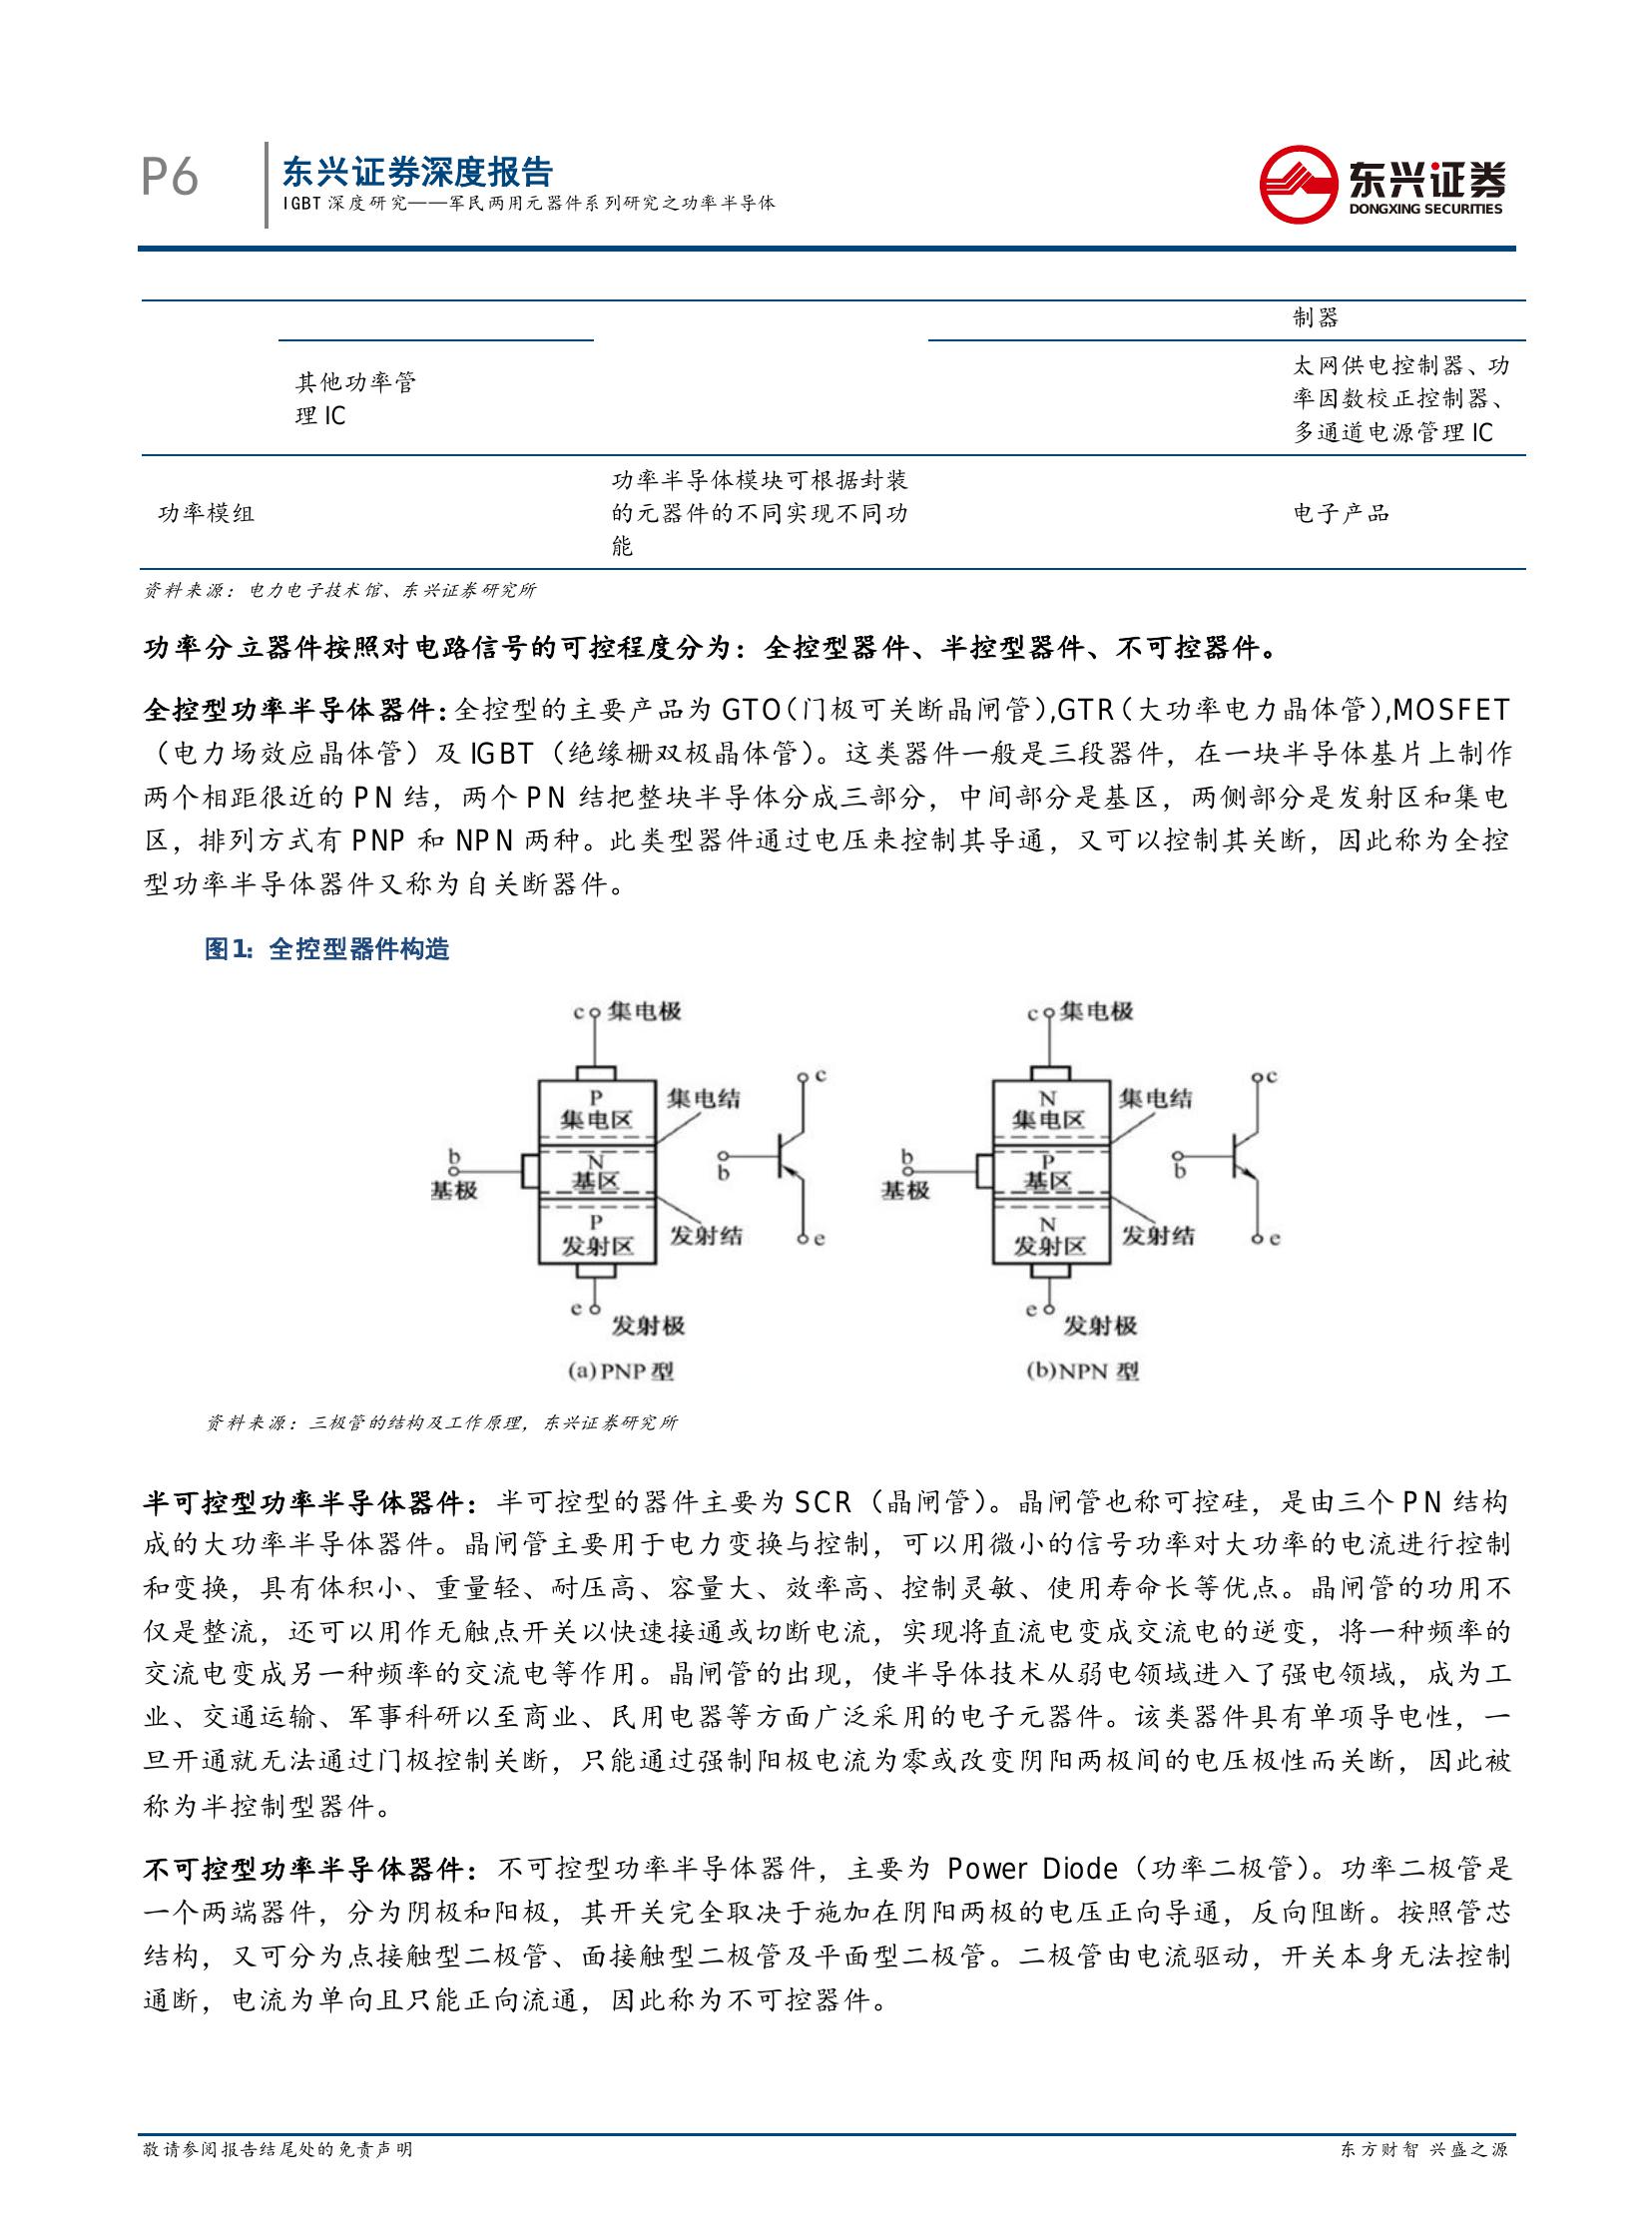 P6
东兴证券深度报告
IGBT 深度研究——军民两用元器件系列研究之功率半导体
东兴证券
DONGXING SECURITIES
制器
其他功率管
理 IC
太网供电控制器、功
率因数校正控制器、
多通道电源管理 IC
功率模组
功率半导体模块可根据封装
的元器件的不同实现不同功
能
电子产品
资料来源：电力电子技术馆、东兴证券研究所
功率分立器件按照对电路信号的可控程度分为：全控型器件、半控型器件、不可控器件。
全控型功率半导体器件：全控型的主要产品为 GTO（门极可关断晶闸管）,GTR（大功率电力晶体管）,MOSFET
（电力场效应晶体管）及 IGBT（绝缘栅双极晶体管）。这类器件一般是三段器件，在一块半导体基片上制作
两个相距很近的 PN 结，两个 PN 结把整块半导体分成三部分，中间部分是基区，两侧部分是发射区和集电
区，排列方式有 PNP 和 NPN 两种。此类型器件通过电压来控制其导通，又可以控制其关断，因此称为全控
型功率半导体器件又称为自关断器件。
图1：全控型器件构造
c 集电极
P
集电区
集电结
b
基极
N
基区
P
发射区
发射结
e
发射极
c
b
e
(a)PNP 型
c 集电极
N
集电区
集电结
b
基极
P
基区
N
发射区
发射结
e
发射极
c
b
e
(b)NPN 型
资料来源：三极管的结构及工作原理，东兴证券研究所
半可控型功率半导体器件：半可控型的器件主要为 SCR（晶闸管）。晶闸管也称可控硅，是由三个 PN 结构
成的大功率半导体器件。晶闸管主要用于电力变换与控制，可以用微小的信号功率对大功率的电流进行控制
和变换，具有体积小、重量轻、耐压高、容量大、效率高、控制灵敏、使用寿命长等优点。晶闸管的功用不
仅是整流，还可以用作无触点开关以快速接通或切断电流，实现将直流电变成交流电的逆变，将一种频率的
交流电变成另一种频率的交流电等作用。晶闸管的出现，使半导体技术从弱电领域进入了强电领域，成为工
业、交通运输、军事科研以至商业、民用电器等方面广泛采用的电子元器件。该类器件具有单项导电性，一
旦开通就无法通过门极控制关断，只能通过强制阳极电流为零或改变阴阳两极间的电压极性而关断，因此被
称为半控制型器件。
不可控型功率半导体器件：不可控型功率半导体器件，主要为 Power Diode（功率二极管）。功率二极管是
一个两端器件，分为阴极和阳极，其开关完全取决于施加在阴阳两极的电压正向导通，反向阻断。按照管芯
结构，又可分为点接触型二极管、面接触型二极管及平面型二极管。二极管由电流驱动，开关本身无法控制
通断，电流为单向且只能正向流通，因此称为不可控器件。
敬请参阅报告结尾处的免责声明
东方财智 兴盛之源